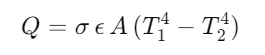 Q = σ ϵ A (T₁⁴ − T₂⁴)